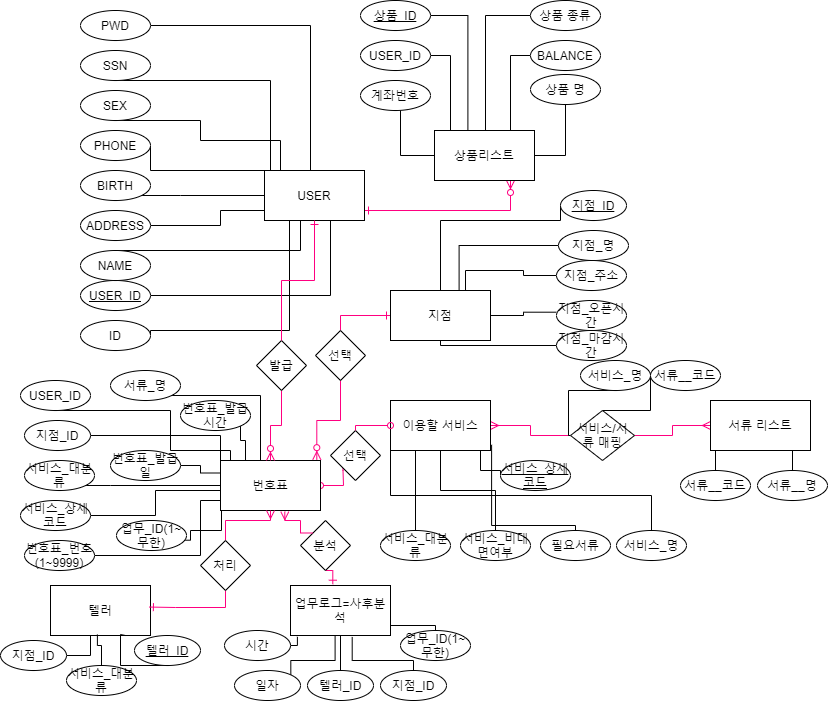 PWD
SSN
SEX
PHONE
BIRTH
ADDRESS
NAME
USER_ID
ID
USER
상품_ID
USER_ID
계좌번호
상품 종류
BALANCE
상품 명
상품리스트
지점_ID
지점_명
지점_주소
지점_오픈시
간
지점_마감시
간
지점
발급
선택
선택
서비스_명
서류__코드
서비스/서
류 매핑
서류 리스트
서류__코드
서류__명
이용할 서비스
서비스_상세
코드
서비스_대분
류
서비스_비대
면여부
필요서류
서비스_명
USER_ID
서류_명
번호표_발급
시간
지점_ID
번호표_발급
일
서비스_대분
류
서비스_상세
코드
업무_ID(1~
무한)
번호표_번호
(1~9999)
번호표
처리
분석
텔러
지점_ID
서비스_대분
류
텔러_ID
업무로그=사후분
석
시간
일자
텔러_ID
지점_ID
업무_ID(1~
무한)